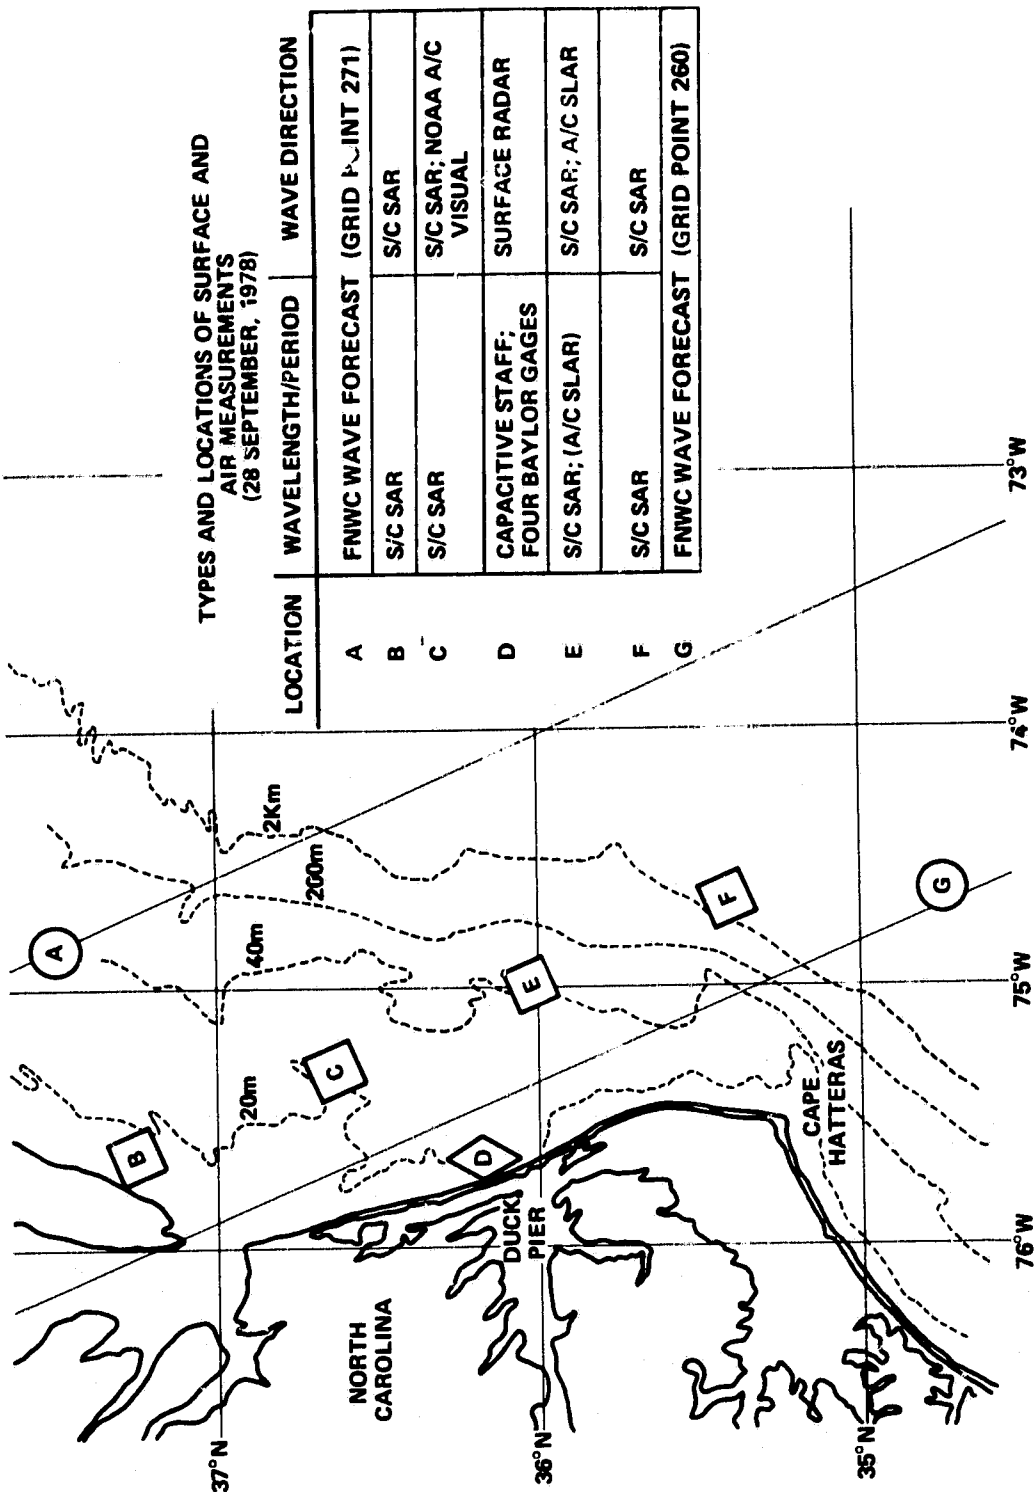 TYPES AND LOCATIONS OF SURFACE AND
AIR MEASUREMENTS
(28 SEPTEMBER, 1978)
LOCATION WAVELENGTH/PERIOD WAVE DIRECTION
A FNWC WAVE FORECAST (GRID POINT 271)
B S/C SAR S/C SAR
C S/C SAR S/C SAR; NOAA A/C
VISUAL
D CAPACITIVE STAFF; SURFACE RADAR
FOUR BAYLOR GAGES
E S/C SAR; (A/C SLAR) S/C SAR; A/C SLAR
F S/C SAR S/C SAR
G FNWC WAVE FORECAST (GRID POINT 260)
A
B
C
D
E
F
G
20m
40m
200m
2Km
NORTH
CAROLINA
DUCK
PIER
CAPE
HATTERAS
37°N
36°N
35°N
76°W
75°W
74°W
73°W